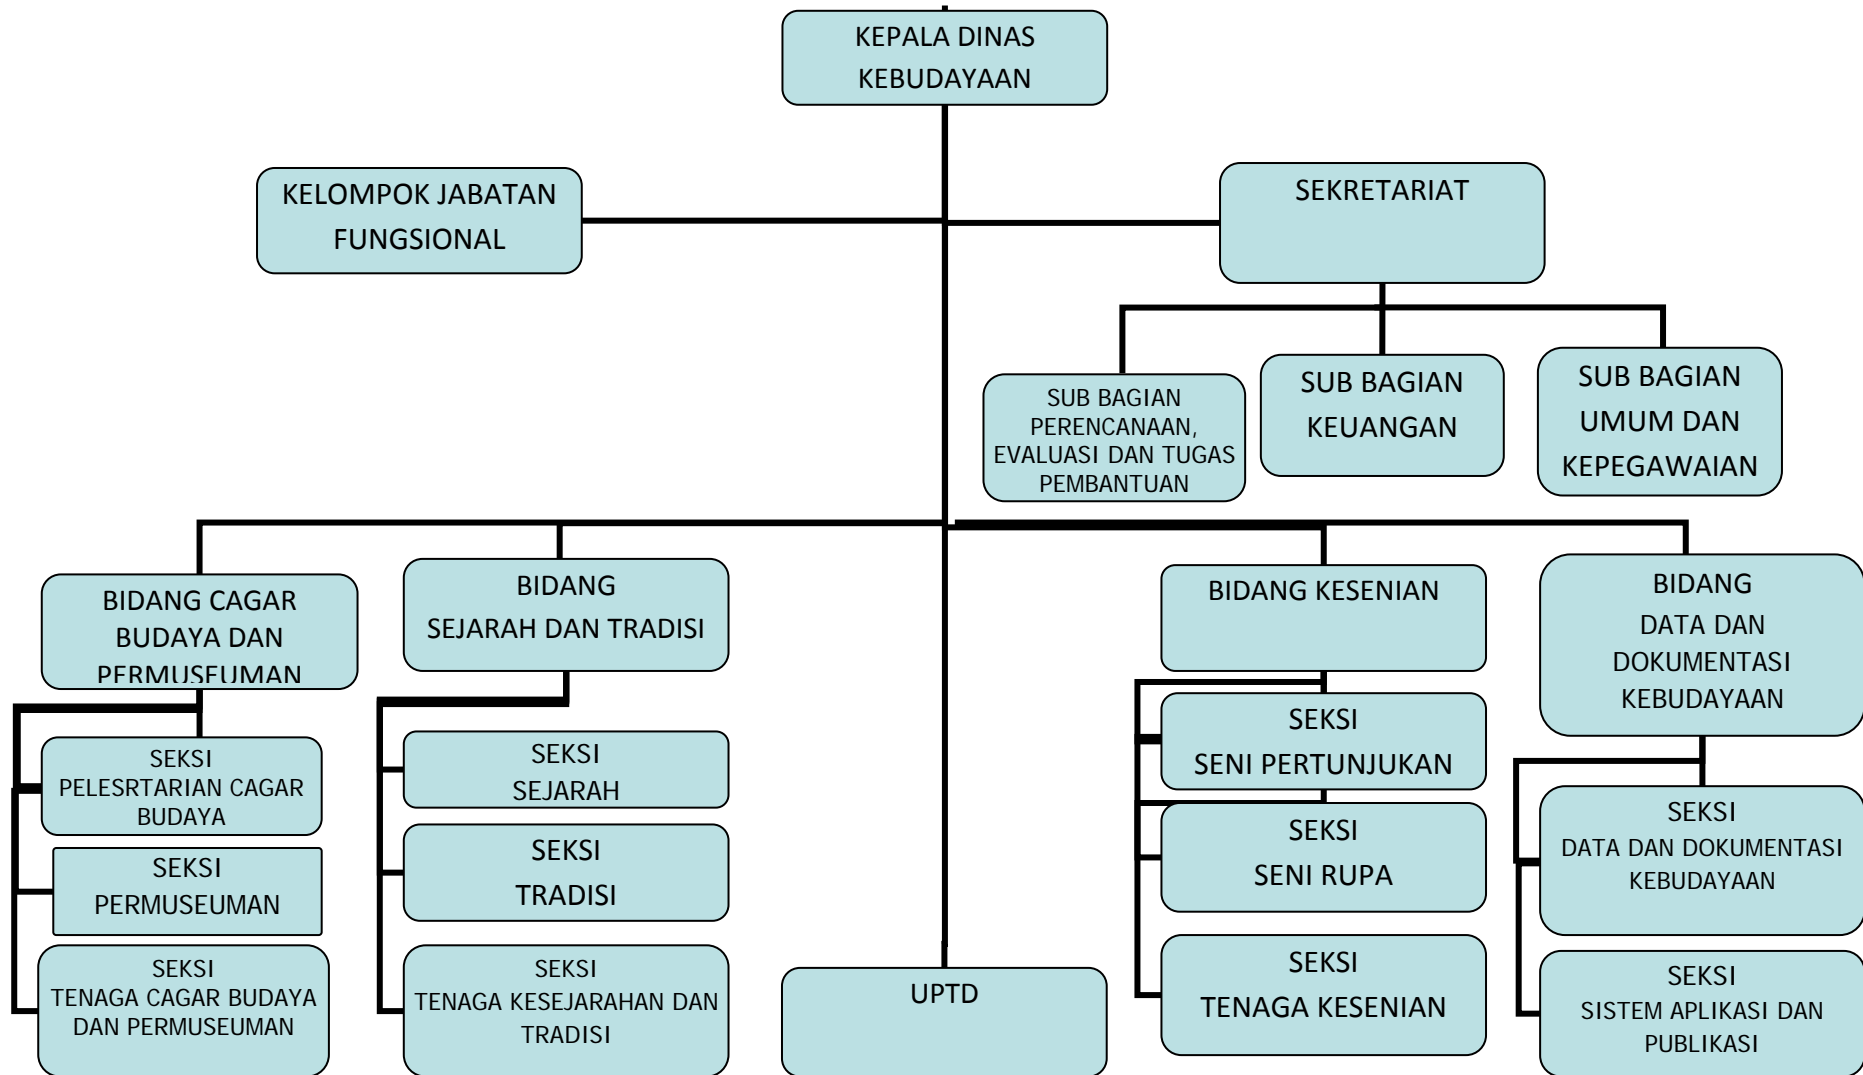 KEPALA DINAS
KEBUDAYAAN
KELOMPOK JABATAN
FUNGSIONAL
SEKRETARIAT
SUB BAGIAN
PERENCANAAN,
EVALUASI DAN TUGAS
PEMBANTUAN
SUB BAGIAN
KEUANGAN
SUB BAGIAN
UMUM DAN
KEPEGAWAIAN
BIDANG CAGAR
BUDAYA DAN
PERMUSEUMAN
BIDANG
SEJARAH DAN TRADISI
BIDANG KESENIAN
BIDANG
DATA DAN
DOKUMENTASI
KEBUDAYAAN
SEKSI
PELESRTARIAN CAGAR
BUDAYA
SEKSI
PERMUSEUMAN
SEKSI
TENAGA CAGAR BUDAYA
DAN PERMUSEUMAN
SEKSI
SEJARAH
SEKSI
TRADISI
SEKSI
TENAGA KESEJARAHAN DAN
TRADISI
UPTD
SEKSI
SENI PERTUNJUKAN
SEKSI
SENI RUPA
SEKSI
TENAGA KESENIAN
SEKSI
DATA DAN DOKUMENTASI
KEBUDAYAAN
SEKSI
SISTEM APLIKASI DAN
PUBLIKASI